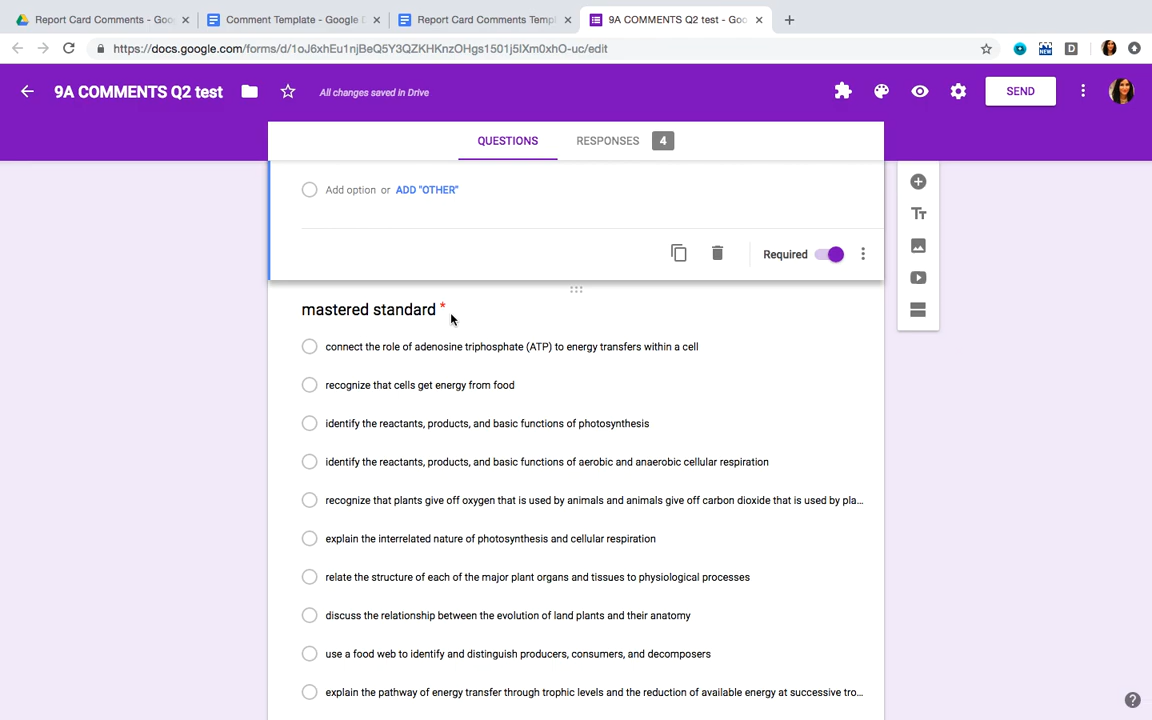 Report Card Comments - Goo
Comment Template - Google D
Report Card Comments Templ
9A COMMENTS Q2 test - Goo
https://docs.google.com/forms/d/1oJ6xhEu1njBeQ5Y3QZKHKnzOHgs1501j5lXm0xhO-uc/edit
NEW
D
9A COMMENTS Q2 test
All changes saved in Drive
SEND
QUESTIONS
RESPONSES 4
Add option or ADD "OTHER"
Required
Tт
mastered standard *
connect the role of adenosine triphosphate (ATP) to energy transfers within a cell
recognize that cells get energy from food
identify the reactants, products, and basic functions of photosynthesis
identify the reactants, products, and basic functions of aerobic and anaerobic cellular respiration
recognize that plants give off oxygen that is used by animals and animals give off carbon dioxide that is used by pla...
explain the interrelated nature of photosynthesis and cellular respiration
relate the structure of each of the major plant organs and tissues to physiological processes
discuss the relationship between the evolution of land plants and their anatomy
use a food web to identify and distinguish producers, consumers, and decomposers
explain the pathway of energy transfer through trophic levels and the reduction of available energy at successive tro...